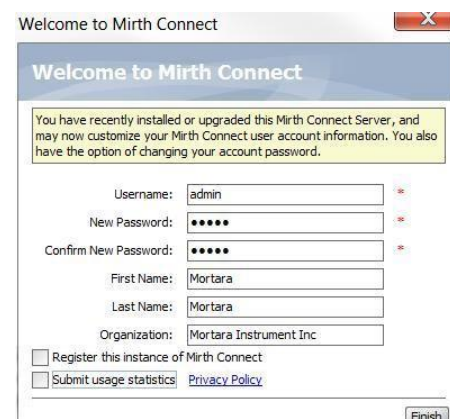 Welcome to Mirth Connect
X
Welcome to Mirth Connect
You have recently installed or upgraded this Mirth Connect Server, and
may now customize your Mirth Connect user account information. You also
have the option of changing your account password.
Username: admin *
New Password: ••••• *
Confirm New Password: ••••• *
First Name: Mortara
Last Name: Mortara
Organization: Mortara Instrument Inc
Register this instance of Mirth Connect
Submit usage statistics Privacy Policy
Finish